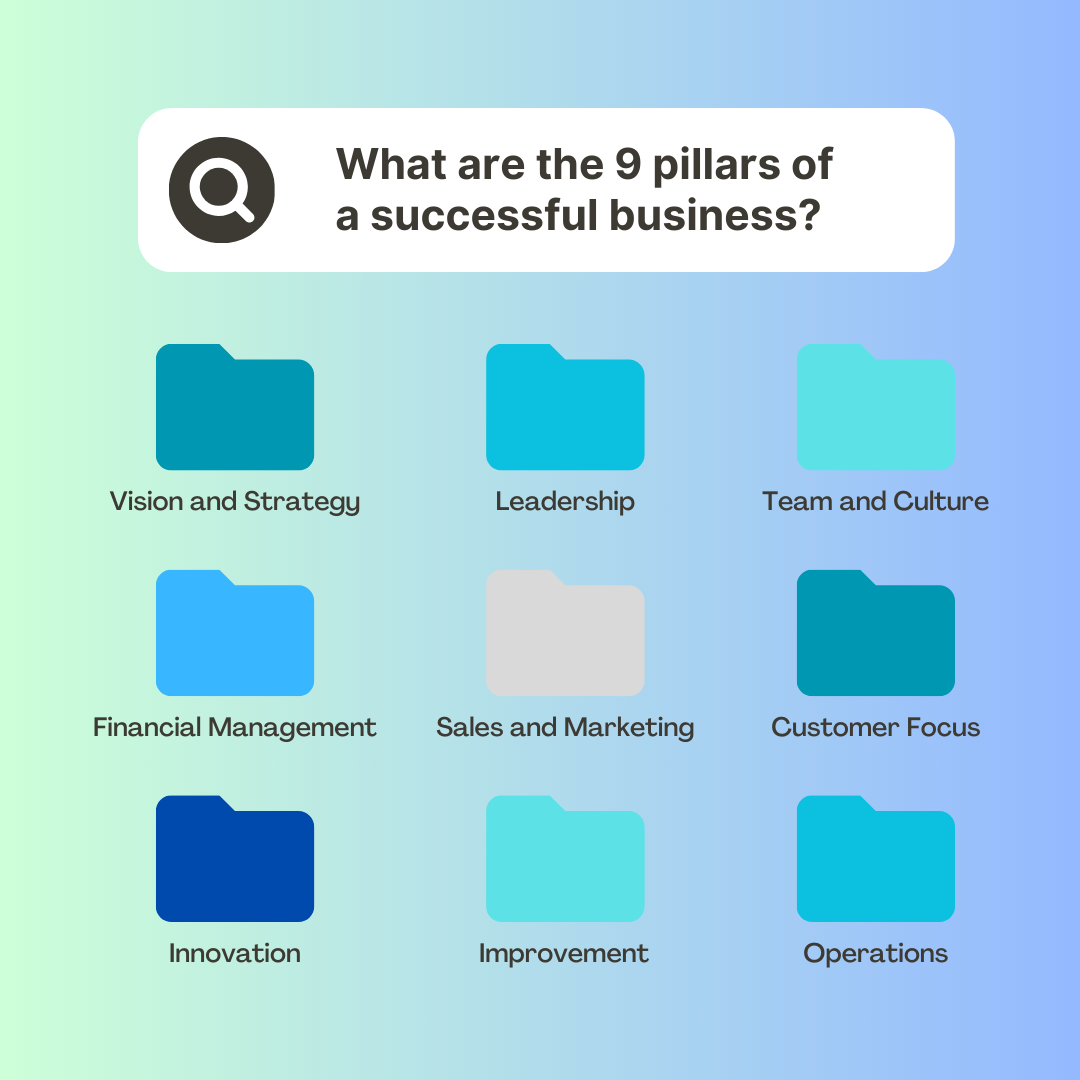 What are the 9 pillars of
a successful business?
Vision and Strategy
Leadership
Team and Culture
Financial Management
Sales and Marketing
Customer Focus
Innovation
Improvement
Operations